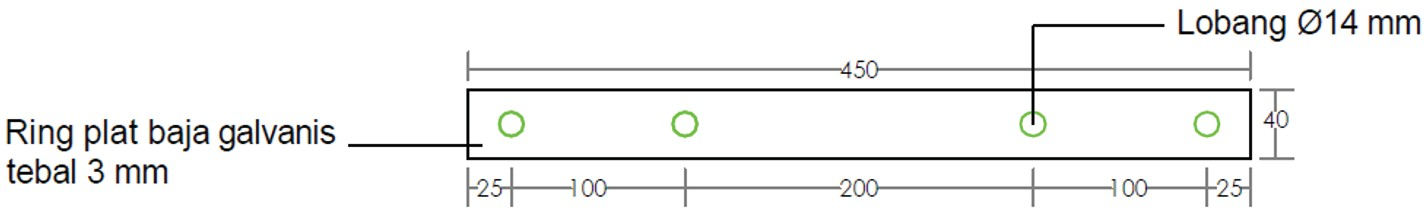 Lobang Ø14 mm
450
Ring plat baja galvanis
tebal 3 mm
40
25 100 200 100 25